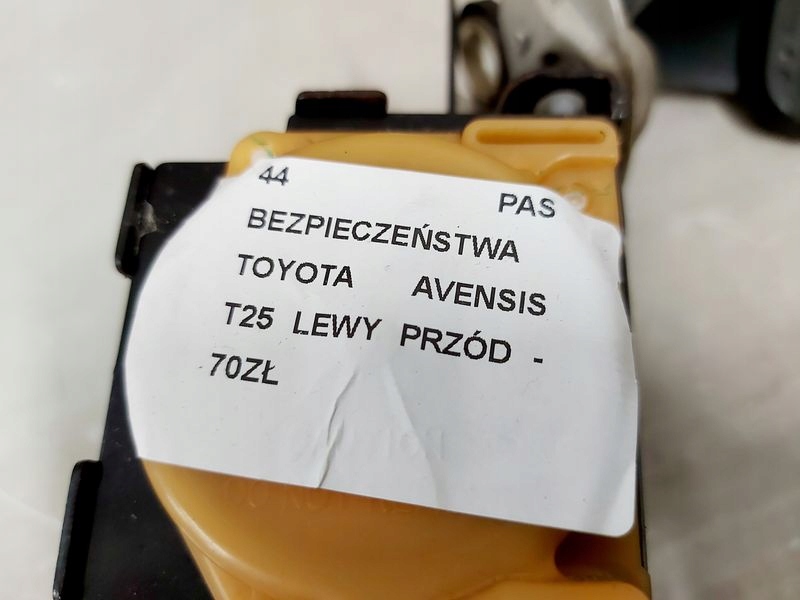 44 PAS
BEZPIECZEŃSTWA
TOYOTA AVENSIS
T25 LEWY PRZÓD -
70ZŁ